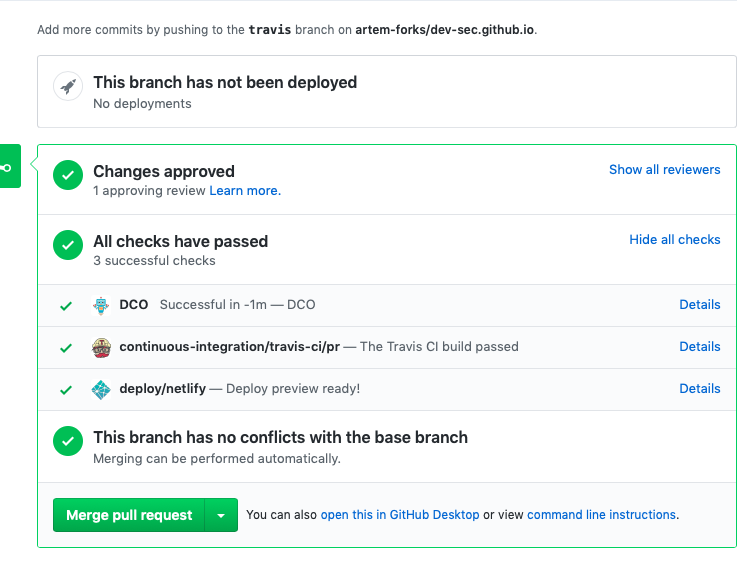 Add more commits by pushing to the travis branch on artem-forks/dev-sec.github.io.
This branch has not been deployed
No deployments
Changes approved
Show all reviewers
1 approving review Learn more.
All checks have passed
Hide all checks
3 successful checks
DCO Successful in -1m — DCO Details
continuous-integration/travis-ci/pr — The Travis CI build passed Details
deploy/netlify — Deploy preview ready! Details
This branch has no conflicts with the base branch
Merging can be performed automatically.
Merge pull request You can also open this in GitHub Desktop or view command line instructions.